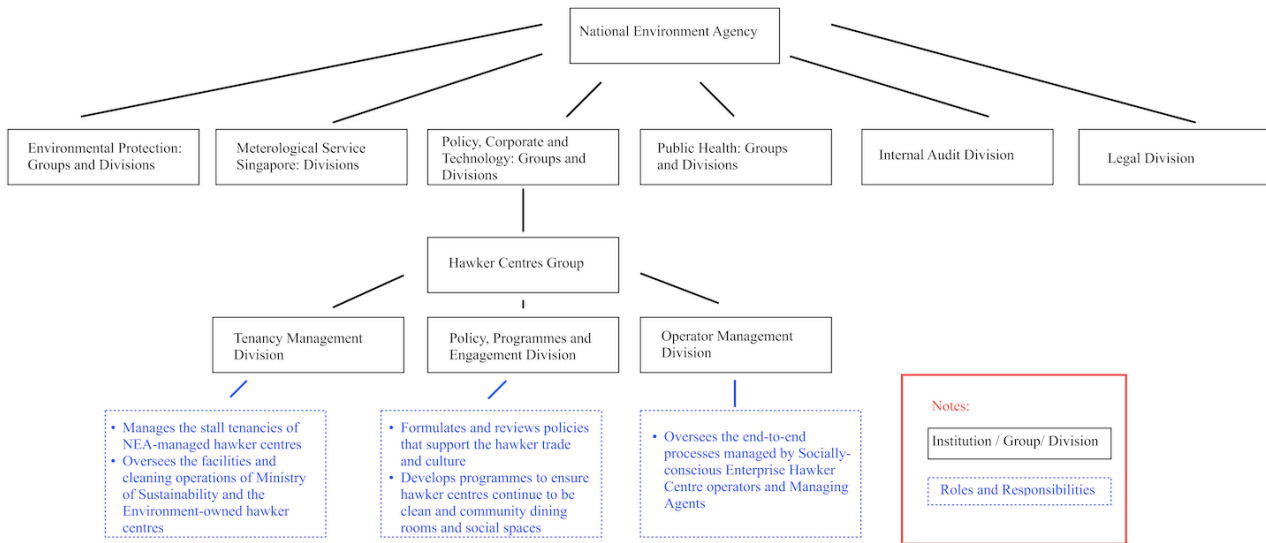 National Environment Agency
Environmental Protection:
Groups and Divisions
Meterological Service
Singapore: Divisions
Policy, Corporate and
Technology: Groups and
Divisions
Public Health: Groups
and Divisions
Internal Audit Division
Legal Division
Hawker Centres Group
Tenancy Management
Division
Policy, Programmes and
Engagement Division
Operator Management
Division
• Manages the stall tenancies of
NEA-managed hawker centres
• Oversees the facilities and
cleaning operations of Ministry
of Sustainability and the
Environment-owned hawker
centres
• Formulates and reviews policies
that support the hawker trade
and culture
• Develops programmes to ensure
hawker centres continue to be
clean and community dining
rooms and social spaces
• Oversees the end-to-end
processes managed by Socially-
conscious Enterprise Hawker
Centre operators and Managing
Agents
Notes:
Institution / Group/ Division
Roles and Responsibilities